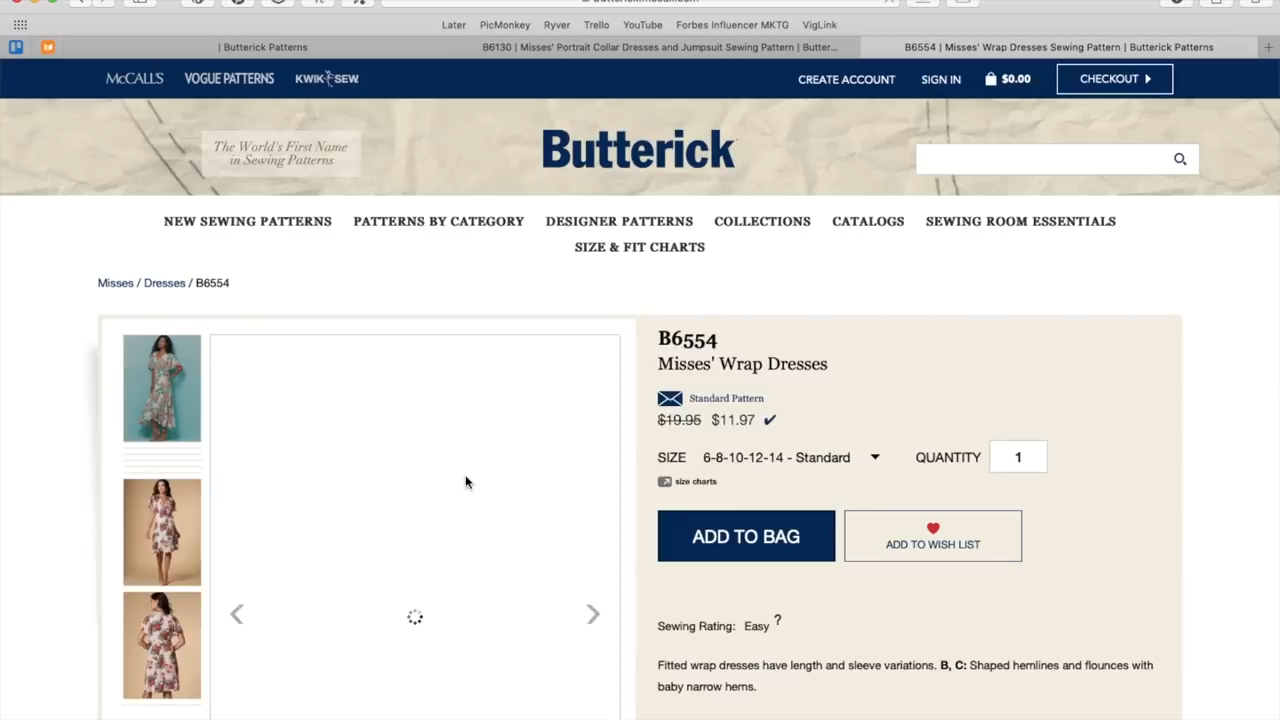 Later PicMonkey Ryver Trello YouTube Forbes Influencer MKTG VigLink
| Butterick Patterns
B6130 | Misses' Portrait Collar Dresses and Jumpsuit Sewing Pattern | Butter...
B6554 | Misses' Wrap Dresses Sewing Pattern | Butterick Patterns
McCALL'S VOGUE PATTERNS KWIK SEW
CREATE ACCOUNT SIGN IN $0.00 CHECKOUT
The World's First Name
in Sewing Patterns
Butterick
NEW SEWING PATTERNS PATTERNS BY CATEGORY DESIGNER PATTERNS COLLECTIONS CATALOGS SEWING ROOM ESSENTIALS
SIZE & FIT CHARTS
Misses / Dresses / B6554
B6554
Misses' Wrap Dresses
Standard Pattern
$19.95 $11.97 ✔
SIZE 6-8-10-12-14 - Standard QUANTITY 1
size charts
ADD TO BAG
ADD TO WISH LIST
Sewing Rating: Easy ?
Fitted wrap dresses have length and sleeve variations. B, C: Shaped hemlines and flounces with
baby narrow hems.